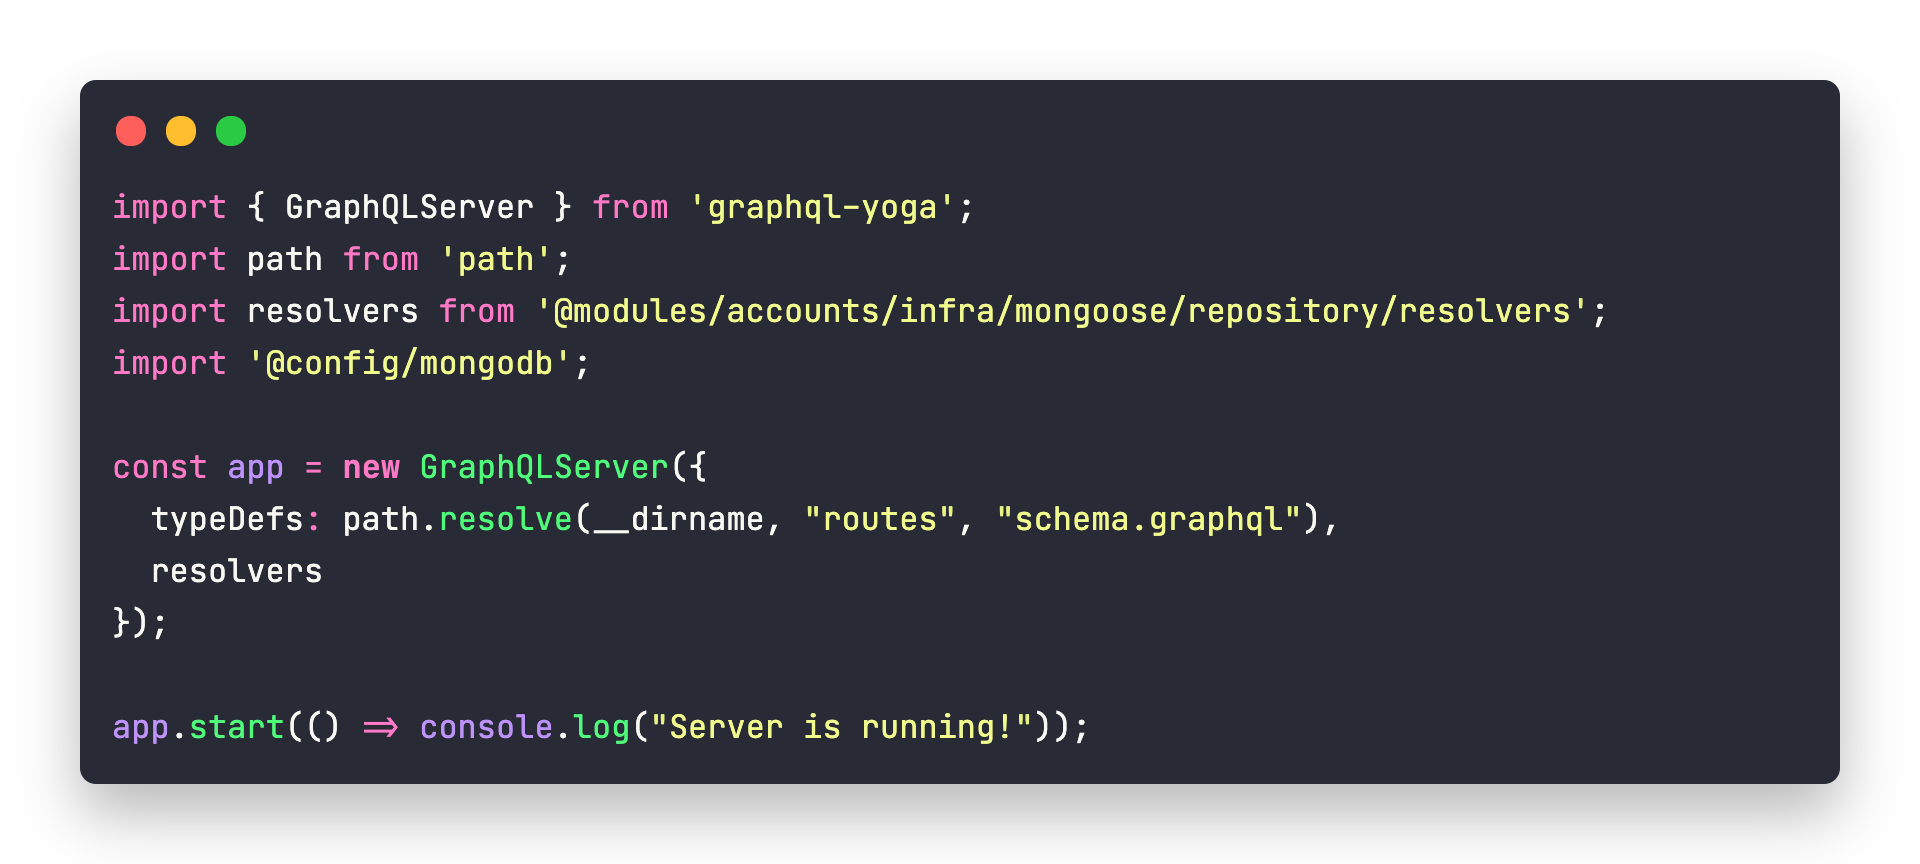 import { GraphQLServer } from 'graphql-yoga';
import path from 'path';
import resolvers from '@modules/accounts/infra/mongoose/repository/resolvers';
import '@config/mongodb';

const app = new GraphQLServer({
  typeDefs: path.resolve(__dirname, "routes", "schema.graphql"),
  resolvers
});

app.start(() => console.log("Server is running!"));